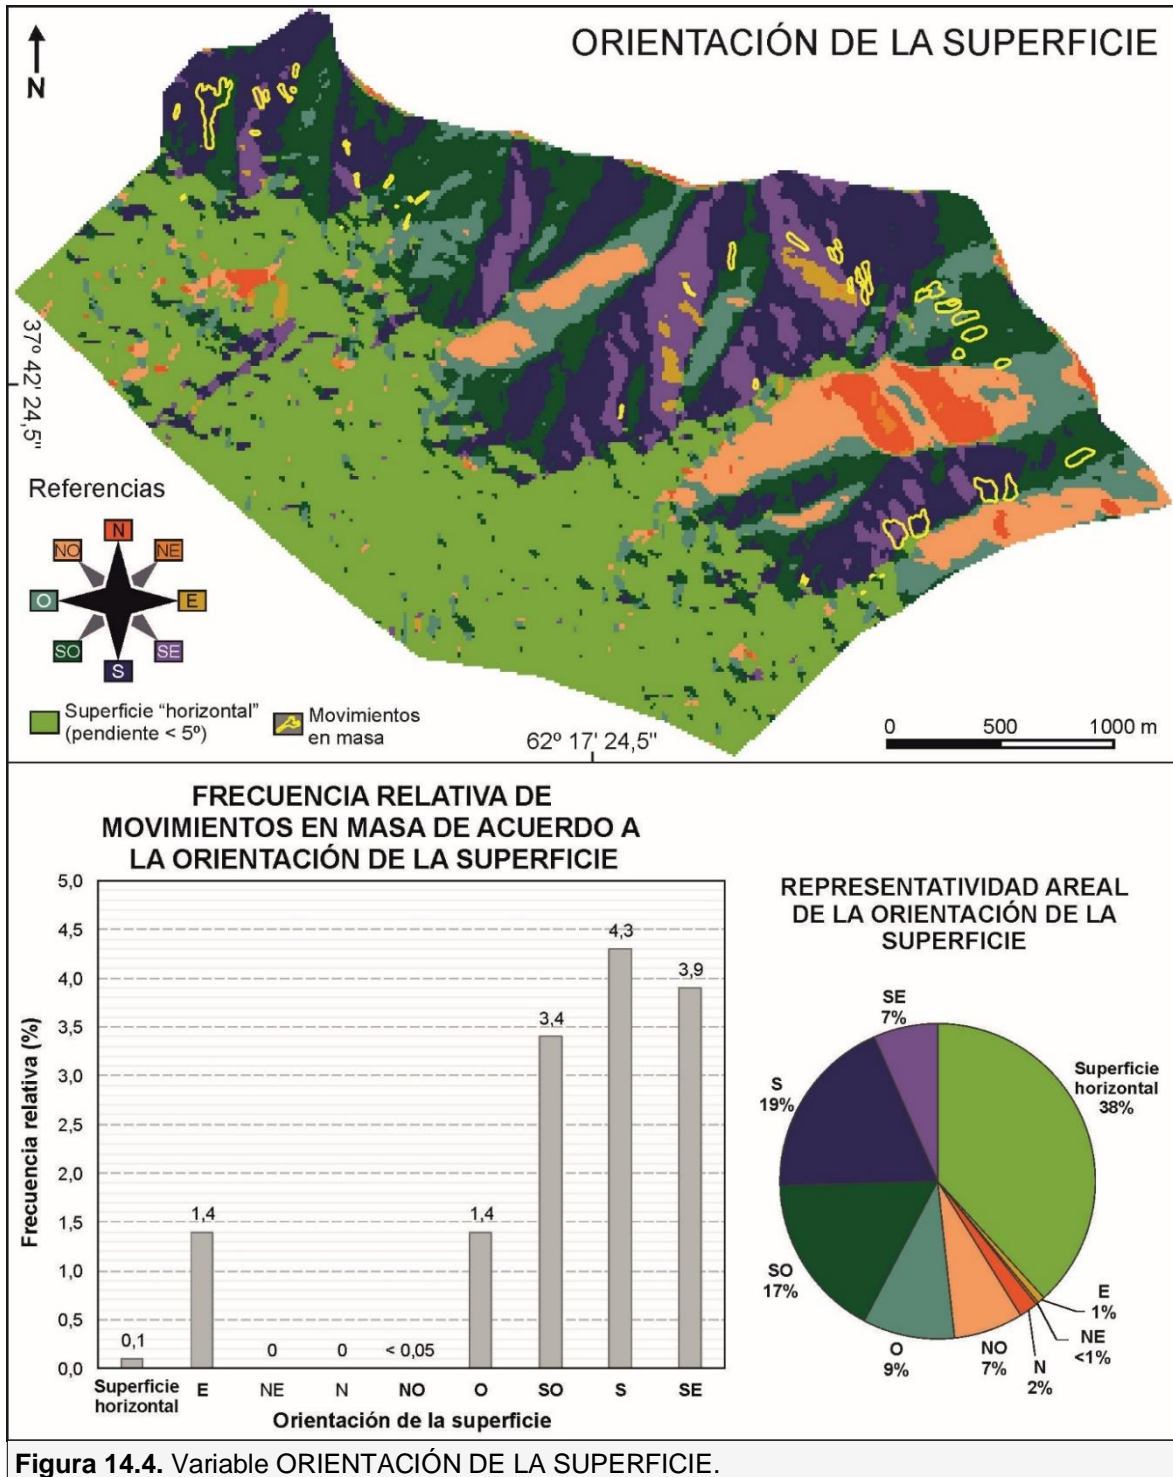 ORIENTACIÓN DE LA SUPERFICIE
N
37º 42' 24,5"
Referencias
N
NO
NE
O
E
SO
SE
S
Superficie "horizontal"
(pendiente < 5º)
Movimientos
en masa
62º 17' 24,5"
0 500 1000 m
FRECUENCIA RELATIVA DE
MOVIMIENTOS EN MASA DE ACUERDO A
LA ORIENTACIÓN DE LA SUPERFICIE
Frecuencia relativa (%)
5,0
4,5
4,0
3,5
3,0
2,5
2,0
1,5
1,0
0,5
0,0
0,1
1,4
0
0
< 0,05
1,4
3,4
4,3
3,9
Superficie
horizontal
E
NE
N
NO
O
SO
S
SE
Orientación de la superficie
REPRESENTATIVIDAD AREAL
DE LA ORIENTACIÓN DE LA
SUPERFICIE
SE
7%
Superficie
horizontal
38%
S
19%
SO
17%
O
9%
NO
7%
N
2%
NE
<1%
E
1%
Figura 14.4. Variable ORIENTACIÓN DE LA SUPERFICIE.